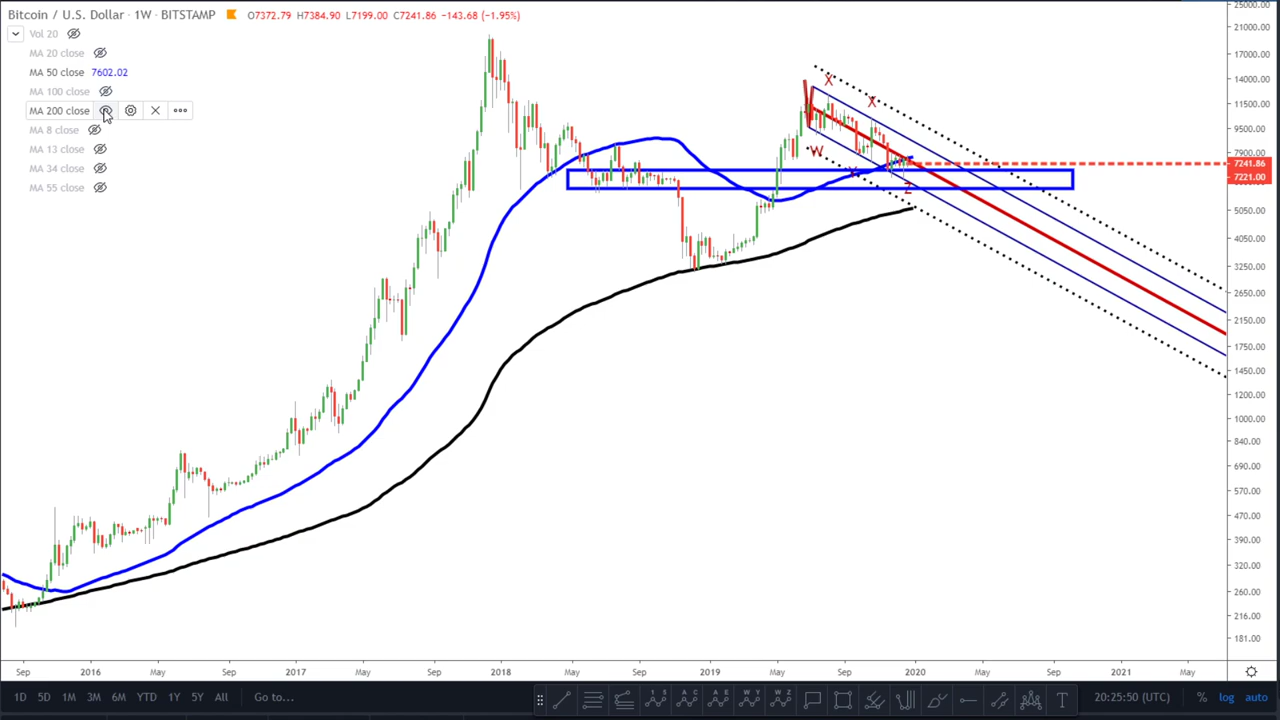 Bitcoin / U.S. Dollar · 1W · BITSTAMP O7372.79 H7384.90 L7199.00 C7241.86 -143.68 (-1.95%)
Vol 20
MA 20 close
MA 50 close 7602.02
MA 100 close
MA 200 close
MA 8 close
MA 13 close
MA 34 close
MA 55 close
X
X
W
Z
25000.00
21000.00
17000.00
14000.00
11500.00
9500.00
7900.00
7241.86
7221.00
5050.00
4050.00
3250.00
2650.00
2150.00
1750.00
1450.00
1200.00
1000.00
840.00
690.00
570.00
470.00
390.00
320.00
260.00
216.00
181.00
Sep 2016 May Sep 2017 May Sep 2018 May Sep 2019 May Sep 2020 May Sep 2021 May
1D 5D 1M 3M 6M YTD 1Y 5Y All Go to... T 20:25:50 (UTC) % log auto